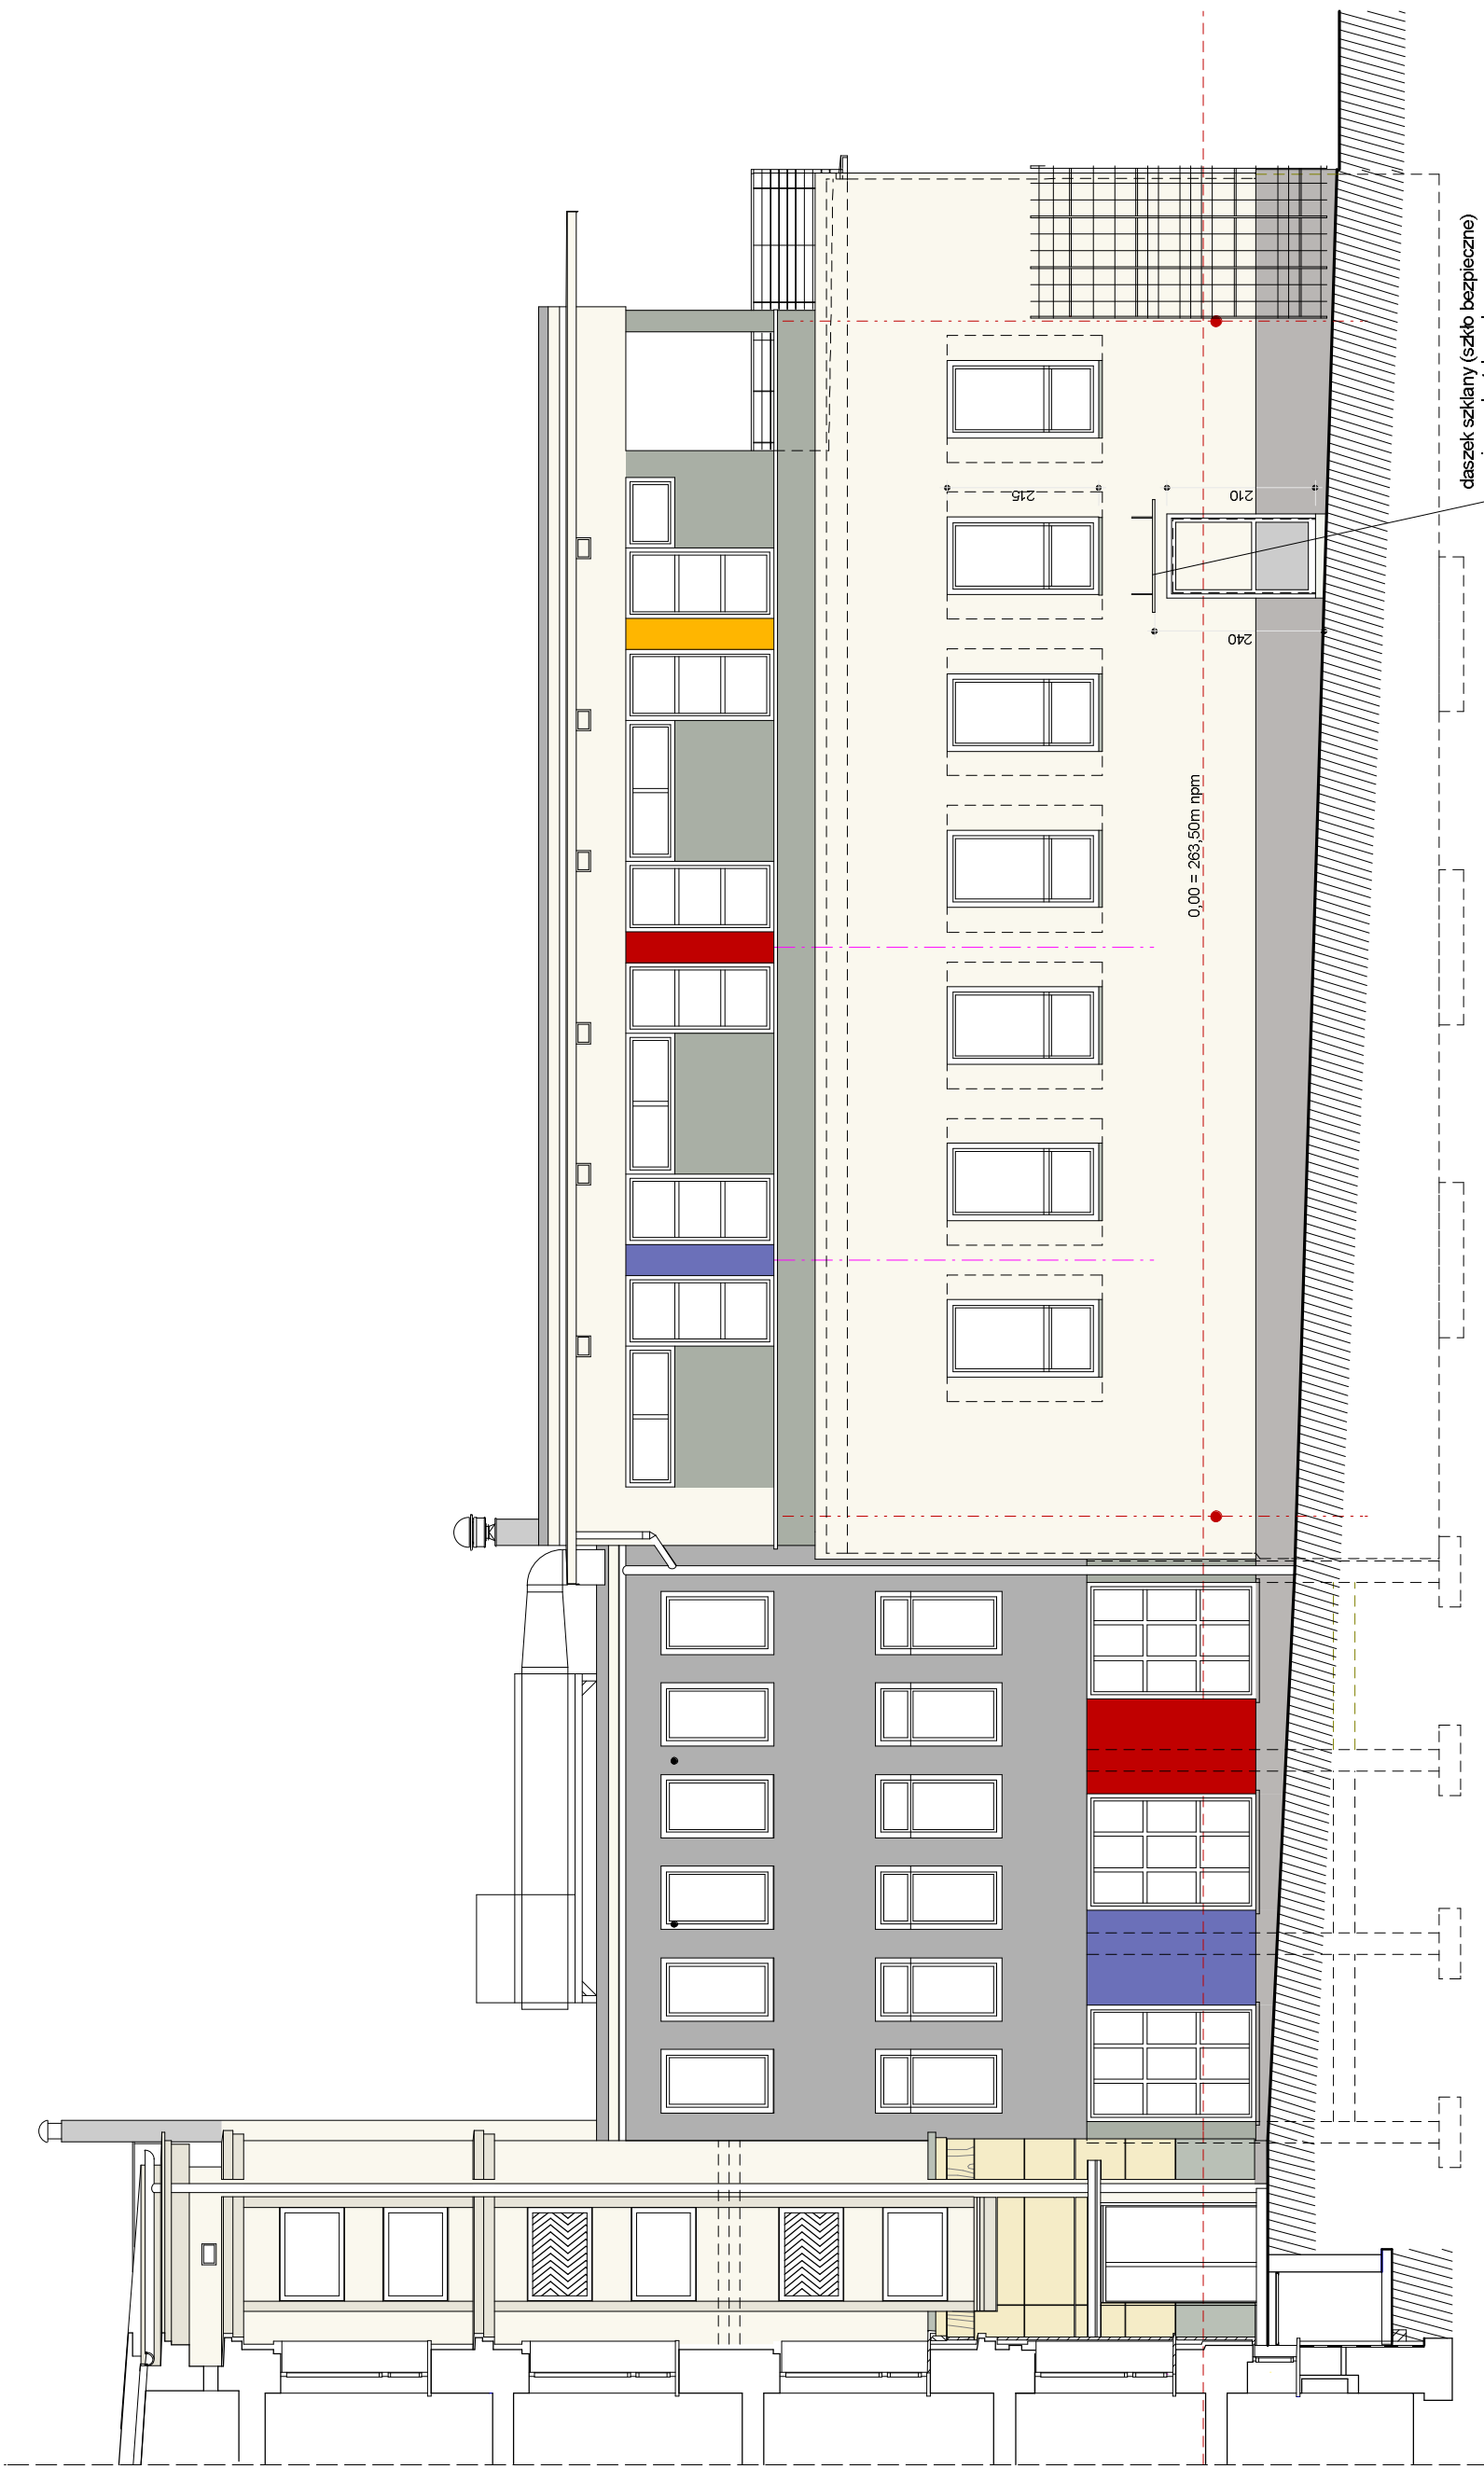 daszek szklany (szkło bezpieczne)
215
210
240
0,00 = 263,50m npm